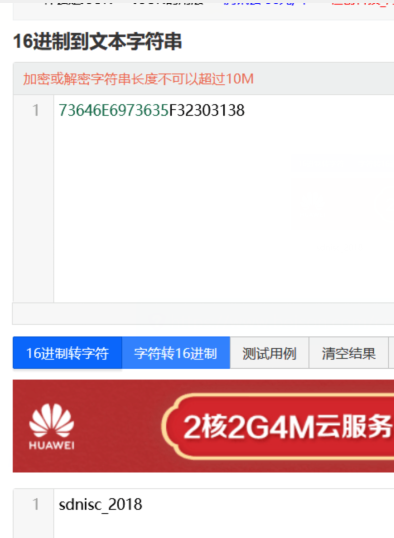 16进制到文本字符串
加密或解密字符串长度不可以超过10M
1 73646E6973635F32303138
16进制转字符 字符转16进制 测试用例 清空结果
HUAWEI 2核2G4M云服务
1 sdnisc_2018